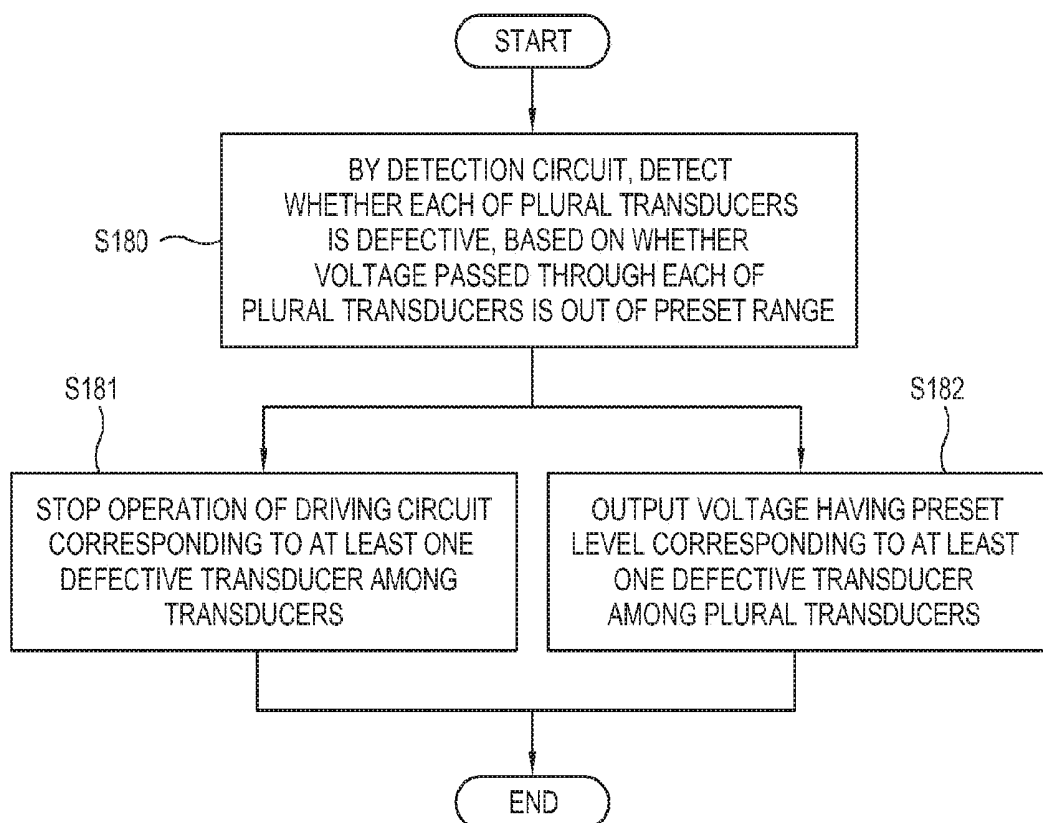 START
BY DETECTION CIRCUIT, DETECT
WHETHER EACH OF PLURAL TRANSDUCERS
IS DEFECTIVE, BASED ON WHETHER
VOLTAGE PASSED THROUGH EACH OF
PLURAL TRANSDUCERS IS OUT OF PRESET RANGE
S180
S181
S182
STOP OPERATION OF DRIVING CIRCUIT
CORRESPONDING TO AT LEAST ONE
DEFECTIVE TRANSDUCER AMONG
TRANSDUCERS
OUTPUT VOLTAGE HAVING PRESET
LEVEL CORRESPONDING TO AT LEAST
ONE DEFECTIVE TRANSDUCER
AMONG PLURAL TRANSDUCERS
END